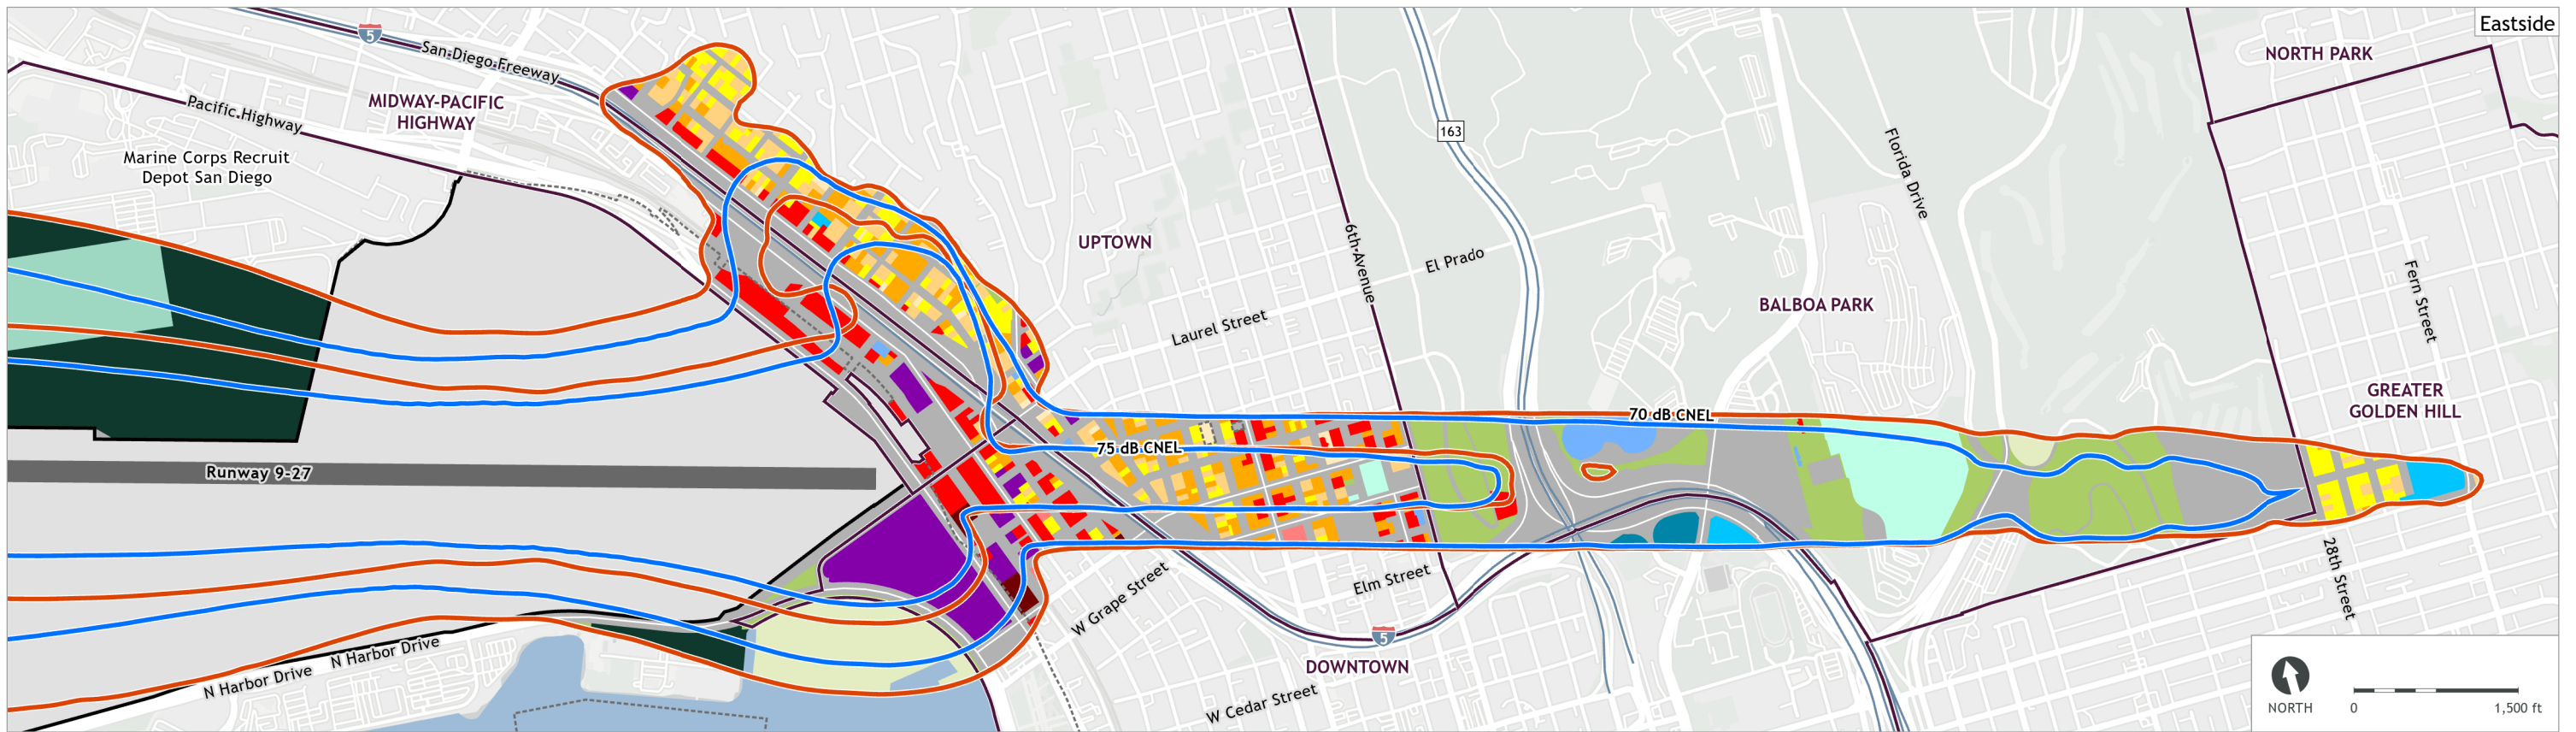 Eastside
5
San Diego Freeway
NORTH PARK
MIDWAY-PACIFIC
HIGHWAY
Pacific Highway
163
Florida Drive
Marine Corps Recruit
Depot San Diego
UPTOWN
6th Avenue
El Prado
BALBOA PARK
Fern Street
Laurel Street
GREATER
GOLDEN HILL
70 dB CNEL
75 dB CNEL
Runway 9-27
28th Street
W Grape Street
Elm Street
5
N Harbor Drive
N Harbor Drive
DOWNTOWN
W Cedar Street
NORTH
0 1,500 ft